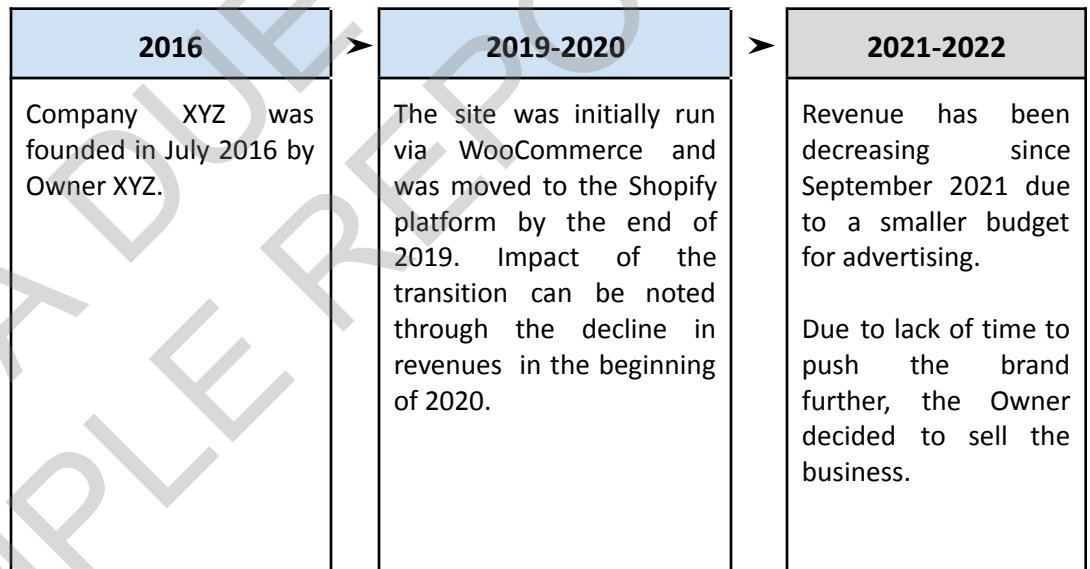 2016
➤
2019-2020
➤
2021-2022
Company XYZ was
founded in July 2016 by
Owner XYZ.
The site was initially run
via WooCommerce and
was moved to the Shopify
platform by the end of
2019. Impact of the
transition can be noted
through the decline in
revenues in the beginning
of 2020.
Revenue has been
decreasing since
September 2021 due
to a smaller budget
for advertising.
Due to lack of time to
push the brand
further, the Owner
decided to sell the
business.
A DUE
MPLE REPO